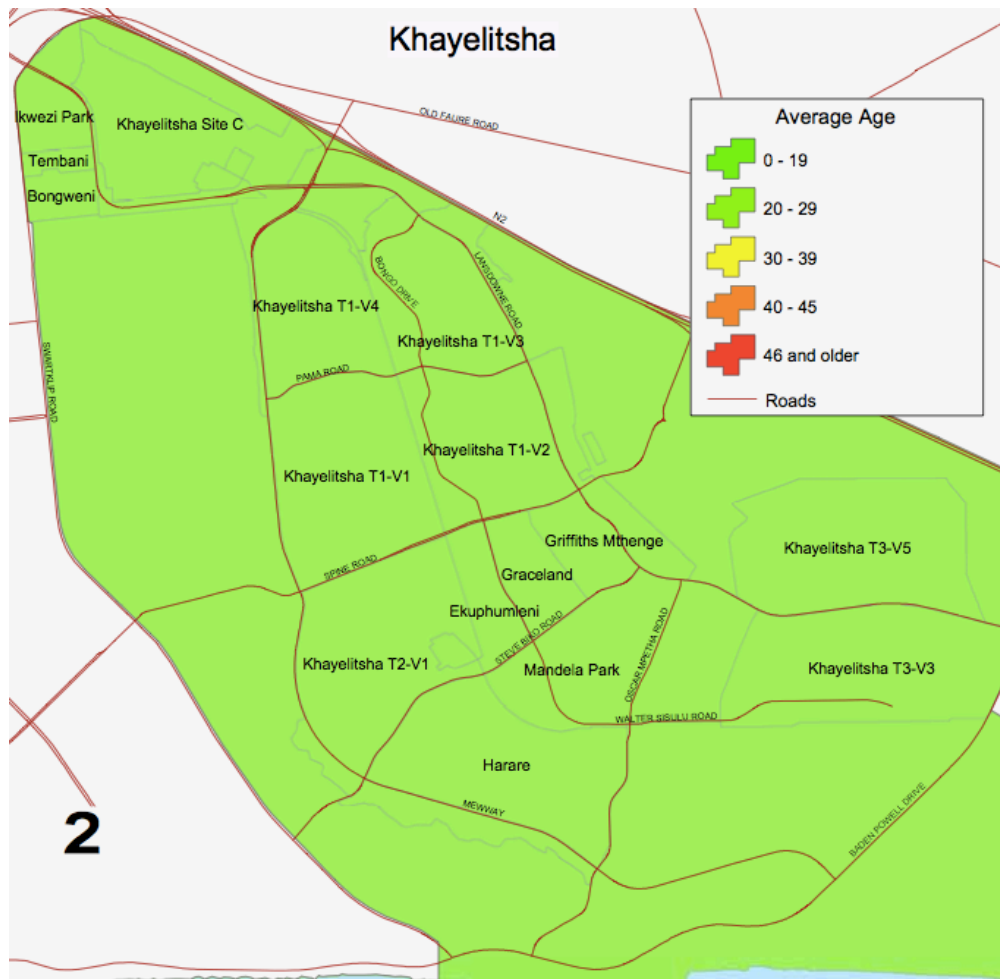 Khayelitsha
OLD FAURE ROAD
Average Age
0 - 19
20 - 29
30 - 39
40 - 45
46 and older
Roads
Ikwezi Park
Khayelitsha Site C
Tembani
Bongweni
N2
BONGO DRIVE
LANSDOWNE ROAD
Khayelitsha T1-V4
Khayelitsha T1-V3
SWARTKLIP ROAD
PAMA ROAD
Khayelitsha T1-V2
Khayelitsha T1-V1
Griffiths Mthenge
Khayelitsha T3-V5
SPINE ROAD
Graceland
Ekuphumleni
STEVE BIKO ROAD
OSCAR MPETHA ROAD
Khayelitsha T2-V1
Mandela Park
Khayelitsha T3-V3
WALTER SISULU ROAD
Harare
MEWWAY
BADEN POWELL DRIVE
2